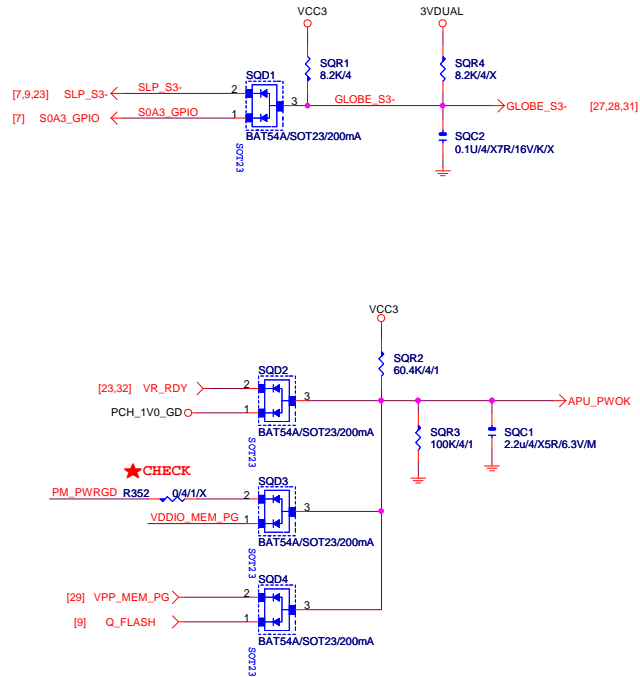 VCC3 3VDUAL
SQR1 8.2K/4
SQR4 8.2K/4/X
SQD1
[7,9,23] SLP_S3- SLP_S3- 2
3 GLOBE_S3- GLOBE_S3- [27,28,31]
[7] S0A3_GPIO S0A3_GPIO 1
BAT54A/SOT23/200mA
SOT23
SQC2
0.1U/4/X7R/16V/K/X
VCC3
SQR2
60.4K/4/1
SQD2
[23,32] VR_RDY 2
3 APU_PWOK
PCH_1V0_GD 1
BAT54A/SOT23/200mA
SOT23
SQR3
100K/4/1
SQC1
2.2u/4/X5R/6.3V/M
CHECK
PM_PWRGD R352 0/4/1/X 2
SQD3
3
VDDIO_MEM_PG 1
BAT54A/SOT23/200mA
SOT23
SQD4
[29] VPP_MEM_PG 2
3
[9] Q_FLASH 1
BAT54A/SOT23/200mA
SOT23